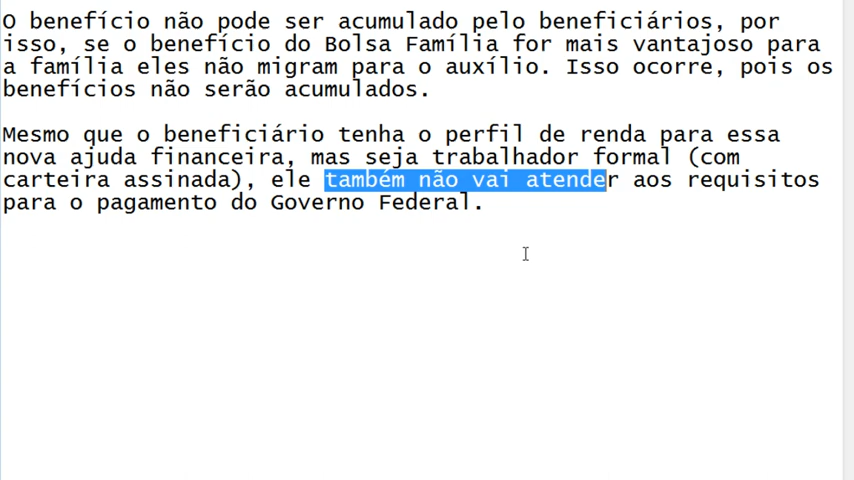 O benefício não pode ser acumulado pelo beneficiários, por
isso, se o benefício do Bolsa Família for mais vantajoso para
a família eles não migram para o auxílio. Isso ocorre, pois os
benefícios não serão acumulados.
Mesmo que o beneficiário tenha o perfil de renda para essa
nova ajuda financeira, mas seja trabalhador formal (com
carteira assinada), ele também não vai atender aos requisitos
para o pagamento do Governo Federal.